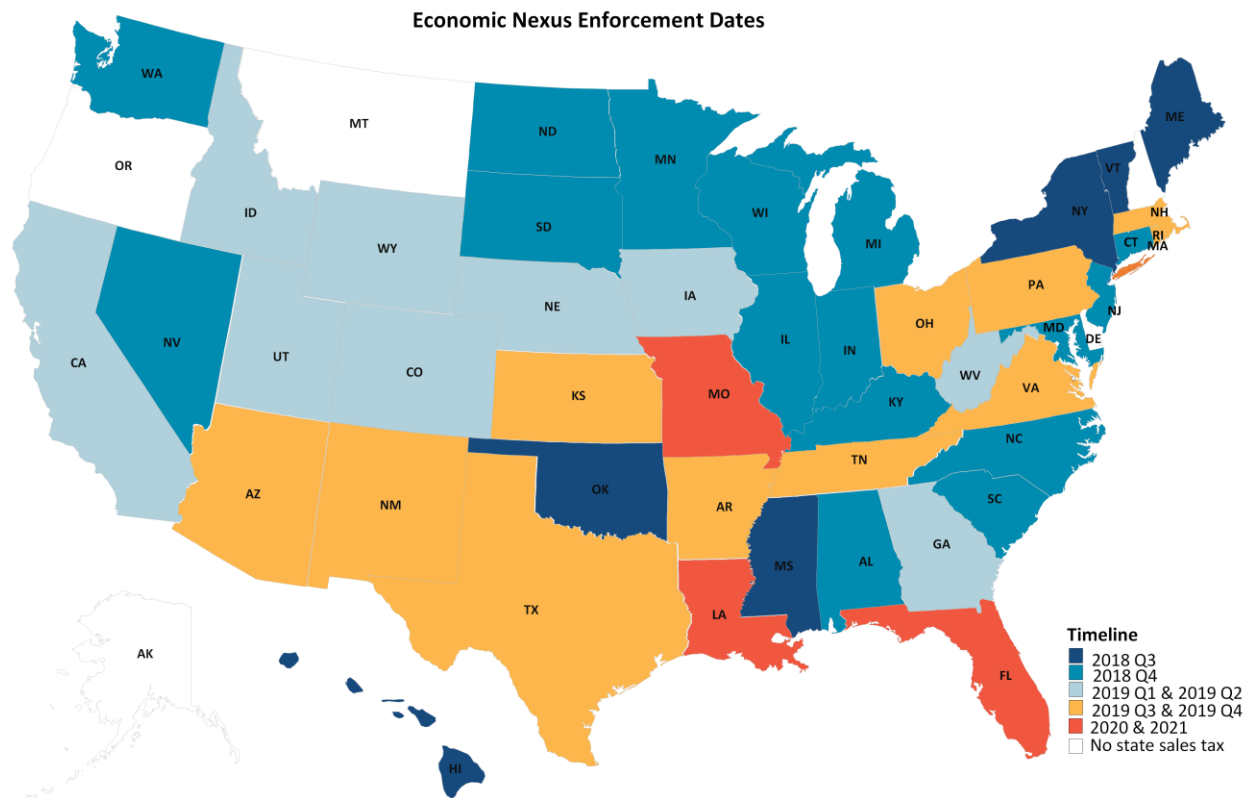 Economic Nexus Enforcement Dates
WA
MT
ND
MN
ME
OR
VT
ID
WI
NY
NH
SD
MI
CT
RI
MA
WY
PA
IA
NE
NJ
OH
MD
DE
NV
UT
IL
IN
CA
CO
WV
VA
KS
MO
KY
NC
TN
AZ
OK
SC
NM
AR
GA
MS
AL
TX
LA
AK
FL
HI
Timeline
2018 Q3
2018 Q4
2019 Q1 & 2019 Q2
2019 Q3 & 2019 Q4
2020 & 2021
No state sales tax